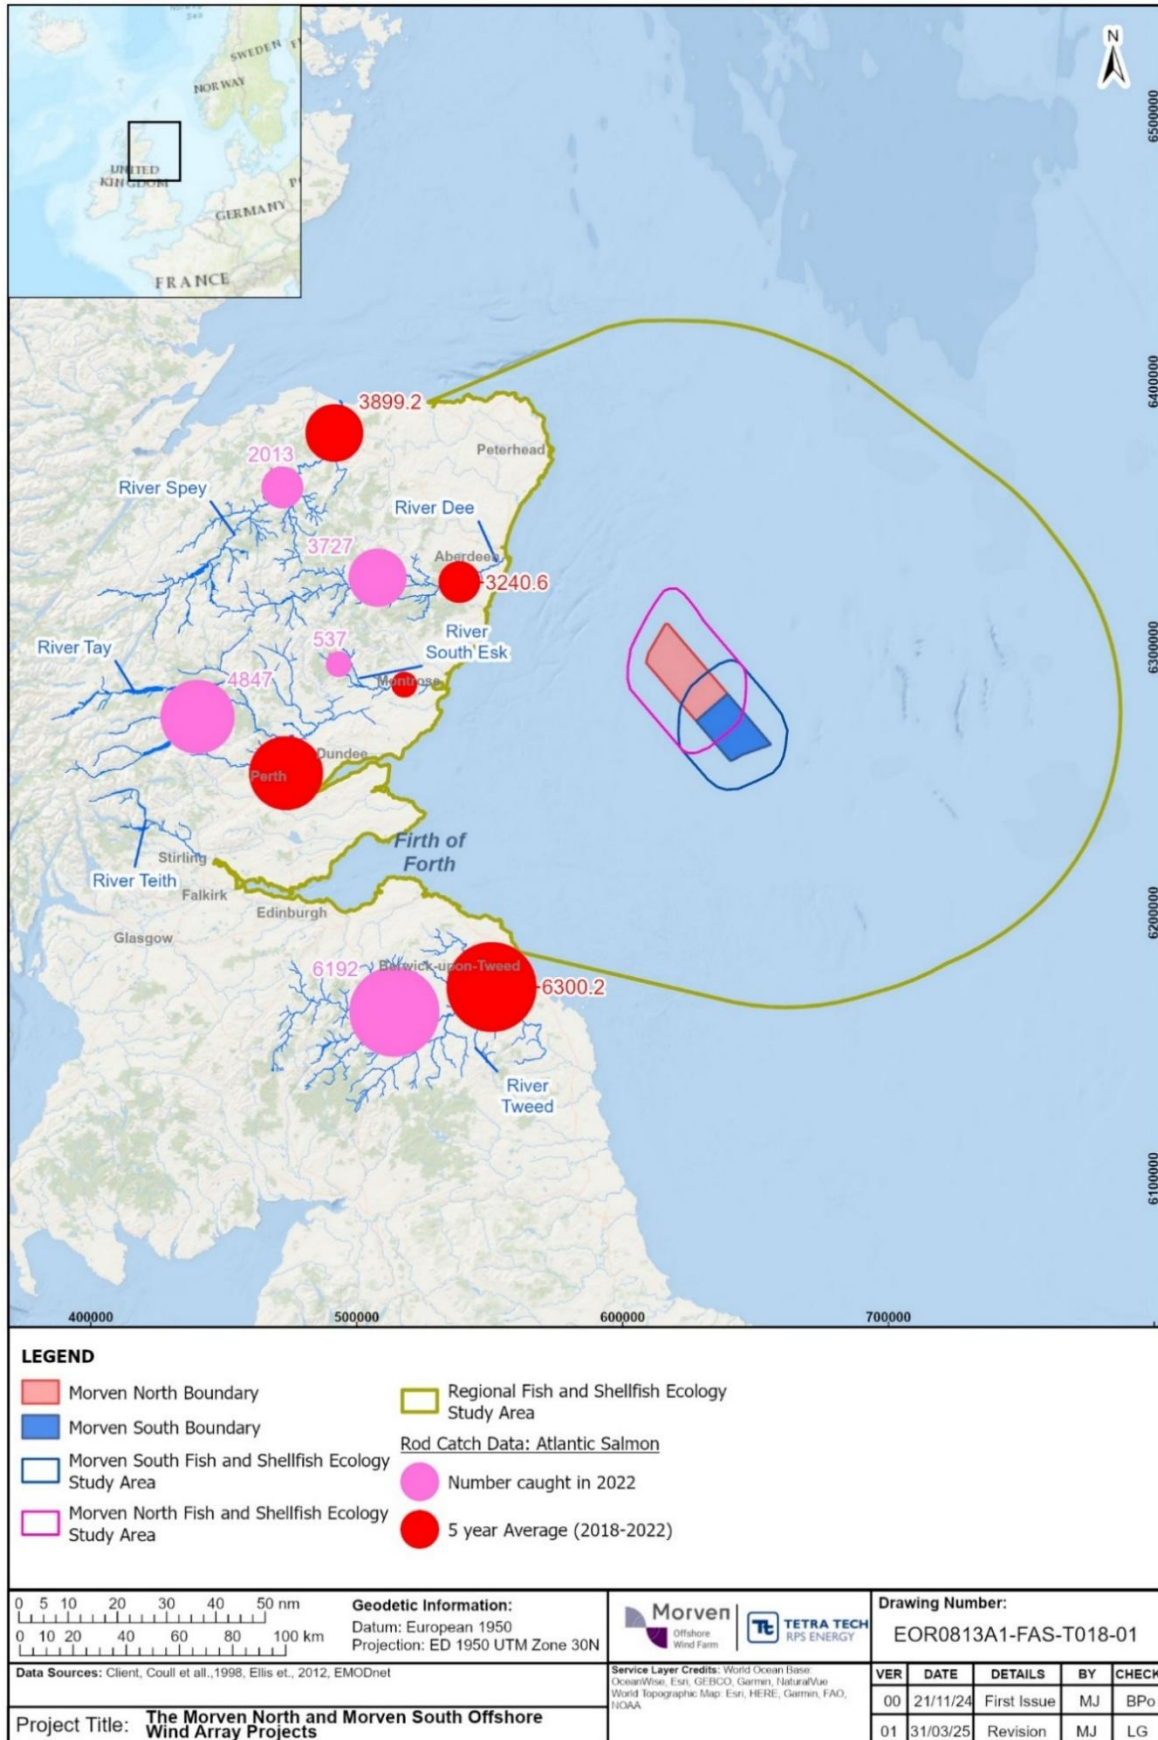 SWEDEN
NORWAY
UNITED
KINGDOM
GERMANY
FRANCE
N
6500000
6400000
6300000
6200000
6100000
3899.2
2013
Peterhead
River Spey
River Dee
3727
Aberdeen
3240.6
537
River
South Esk
River Tay
4847
Montrose
Dundee
Perth
Firth of
Forth
Stirling
River Teith
Falkirk
Edinburgh
Glasgow
6192
Berwick-upon-Tweed
6300.2
River
Tweed
400000 500000 600000 700000
LEGEND
Morven North Boundary
Morven South Boundary
Morven South Fish and Shellfish Ecology
Study Area
Morven North Fish and Shellfish Ecology
Study Area
Regional Fish and Shellfish Ecology
Study Area
Rod Catch Data: Atlantic Salmon
Number caught in 2022
5 year Average (2018-2022)
0 5 10 20 30 40 50 nm
0 10 20 40 60 80 100 km
Geodetic Information:
Datum: European 1950
Projection: ED 1950 UTM Zone 30N
Morven
Offshore
Wind Farm
Tt TETRA TECH
RPS ENERGY
Drawing Number:
EOR0813A1-FAS-T018-01
Data Sources: Client, Coull et all.,1998, Ellis et., 2012, EMODnet
Service Layer Credits: World Ocean Base:
OceanWise, Esri, GEBCO, Garmin, NaturalVue
World Topographic Map: Esri, HERE, Garmin, FAO,
NOAA
VER DATE DETAILS BY CHECK
00 21/11/24 First Issue MJ BPo
01 31/03/25 Revision MJ LG
Project Title: The Morven North and Morven South Offshore
Wind Array Projects